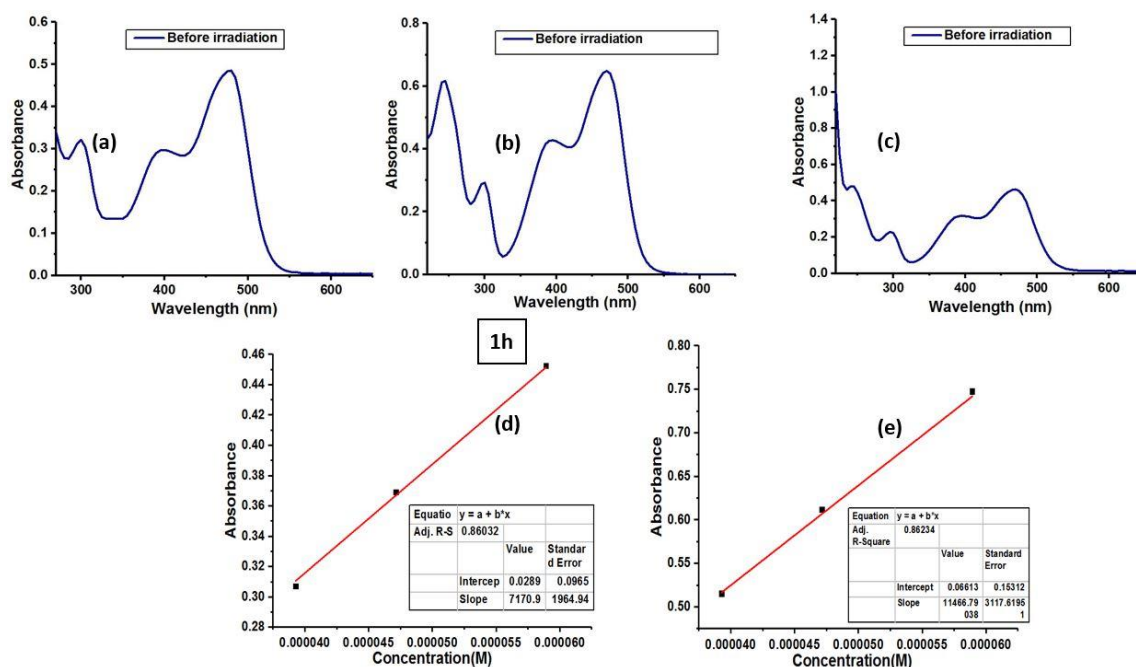 0.6
0.5
0.4
0.3
0.2
0.1
0.0
Absorbance
Before irradiation
(a)
300 400 500 600
Wavelength (nm)
0.8
0.6
0.4
0.2
0.0
Absorbance
Before irradiation
(b)
300 400 500 600
Wavelength (nm)
1.4
1.2
1.0
0.8
0.6
0.4
0.2
0.0
Absorbance
Before irradiation
(c)
300 400 500 600
Wavelength (nm)
1h
0.46
0.44
0.42
0.40
0.38
0.36
0.34
0.32
0.30
0.28
Absorbance
(d)
Equatio y = a + b*x
Adj. R-S 0.86032
Value Standar
d Error
Intercep 0.0289 0.0965
Slope 7170.9 1964.94
0.000040 0.000045 0.000050 0.000055 0.000060
Concentration(M)
0.80
0.75
0.70
0.65
0.60
0.55
0.50
Absorbance
(e)
Equation y = a + b*x
Adj. 0.86234
R-Square
Value Standard
Error
Intercept 0.06613 0.15312
Slope 11466.79 3117.6195
038 1
0.000040 0.000045 0.000050 0.000055 0.000060
Concentration(M)